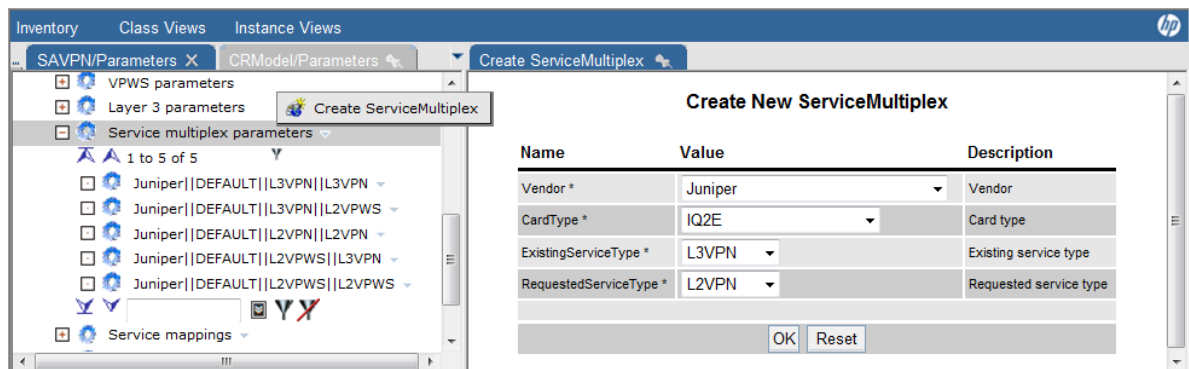 Inventory Class Views Instance Views hp
... SAVPN/Parameters X CRModel/Parameters
VPWS parameters
Layer 3 parameters
Create ServiceMultiplex
Service multiplex parameters
1 to 5 of 5
Juniper||DEFAULT||L3VPN||L3VPN
Juniper||DEFAULT||L3VPN||L2VPWS
Juniper||DEFAULT||L2VPN||L2VPN
Juniper||DEFAULT||L2VPWS||L3VPN
Juniper||DEFAULT||L2VPWS||L2VPWS
Service mappings
Create ServiceMultiplex
Create New ServiceMultiplex
Name Value Description
Vendor * Juniper Vendor
CardType * IQ2E Card type
ExistingServiceType * L3VPN Existing service type
RequestedServiceType * L2VPN Requested service type
OK Reset